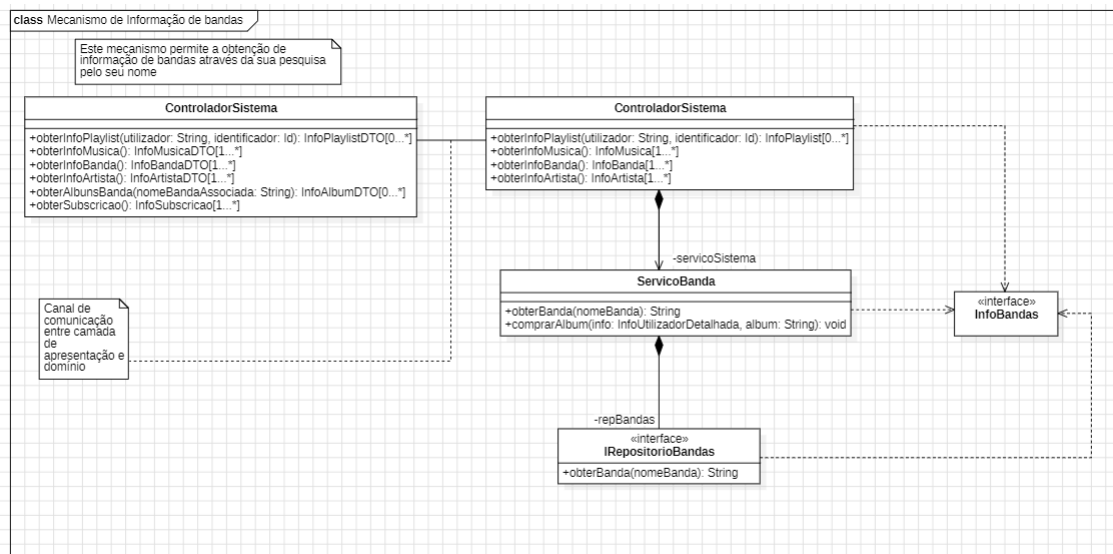 class Mecanismo de Informação de bandas
Este mecanismo permite a obtenção de
informação de bandas através da sua pesquisa
pelo seu nome
ControladorSistema
+obterInfoPlaylist(utilizador: String, identificador: Id): InfoPlaylistDTO[0...*]
+obterInfoMusica(): InfoMusicaDTO[1...*]
+obterInfoBanda(): InfoBandaDTO[1...*]
+obterInfoArtista(): InfoArtistaDTO[1...*]
+obterAlbunsBanda(nomeBandaAssociada: String): InfoAlbumDTO[0...*]
+obterSubscricao(): InfoSubscricao[1...*]
ControladorSistema
+obterInfoPlaylist(utilizador: String, identificador: Id): InfoPlaylist[0...*]
+obterInfoMusica(): InfoMusica[1...*]
+obterInfoBanda(): InfoBanda[1...*]
+obterInfoArtista(): InfoArtista[1...*]
-servicoSistema
ServicoBanda
+obterBanda(nomeBanda): String
+comprarAlbum(info: InfoUtilizadorDetalhada, album: String): void
«interface»
InfoBandas
Canal de
comunicação
entre camada
de
apresentação e
domínio
-repBandas
«interface»
IRepositorioBandas
+obterBanda(nomeBanda): String